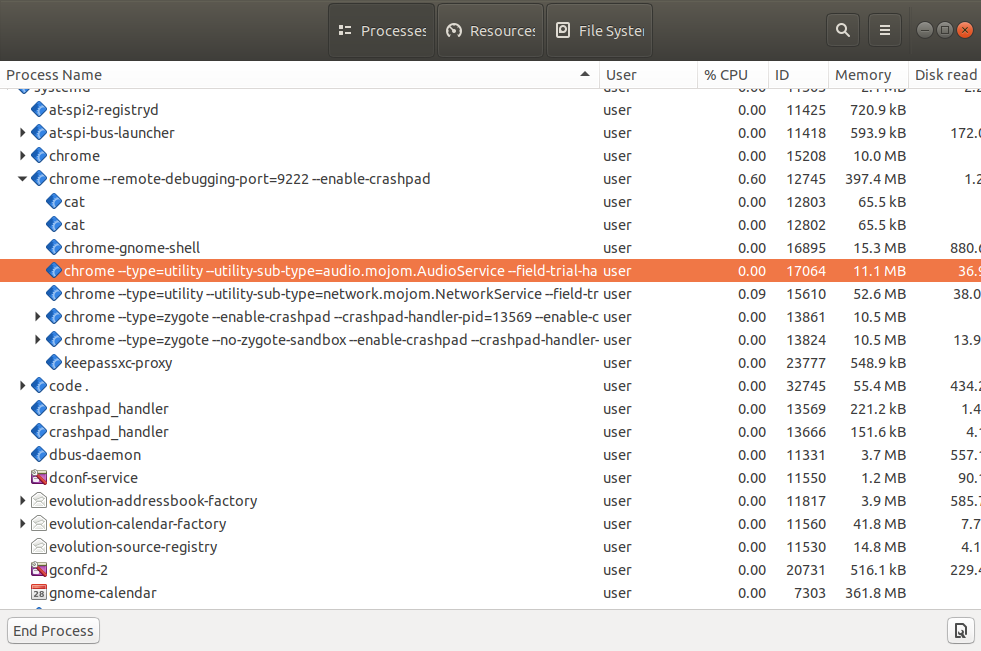 Processes Resources File Syster
Process Name User % CPU ID Memory Disk read
systemd user 0.00 11303 2.1 MB
at-spi2-registryd user 0.00 11425 720.9 kB
at-spi-bus-launcher user 0.00 11418 593.9 kB 172.0
chrome user 0.00 15208 10.0 MB
chrome --remote-debugging-port=9222 --enable-crashpad user 0.60 12745 397.4 MB 1.2
cat user 0.00 12803 65.5 kB
cat user 0.00 12802 65.5 kB
chrome-gnome-shell user 0.00 16895 15.3 MB 880.6
chrome --type=utility --utility-sub-type=audio.mojom.AudioService --field-trial-ha user 0.00 17064 11.1 MB 36.9
chrome --type=utility --utility-sub-type=network.mojom.NetworkService --field-tr user 0.09 15610 52.6 MB 38.0
chrome --type=zygote --enable-crashpad --crashpad-handler-pid=13569 --enable-c user 0.00 13861 10.5 MB
chrome --type=zygote --no-zygote-sandbox --enable-crashpad --crashpad-handler- user 0.00 13824 10.5 MB 13.9
keepassxc-proxy user 0.00 23777 548.9 kB
code . user 0.00 32745 55.4 MB 434.2
crashpad_handler user 0.00 13569 221.2 kB 1.4
crashpad_handler user 0.00 13666 151.6 kB 4.1
dbus-daemon user 0.00 11331 3.7 MB 557.1
dconf-service user 0.00 11550 1.2 MB 90.1
evolution-addressbook-factory user 0.00 11817 3.9 MB 585.7
evolution-calendar-factory user 0.00 11560 41.8 MB 7.7
evolution-source-registry user 0.00 11530 14.8 MB 4.1
gconfd-2 user 0.00 20731 516.1 kB 229.4
28 gnome-calendar user 0.00 7303 361.8 MB
End Process